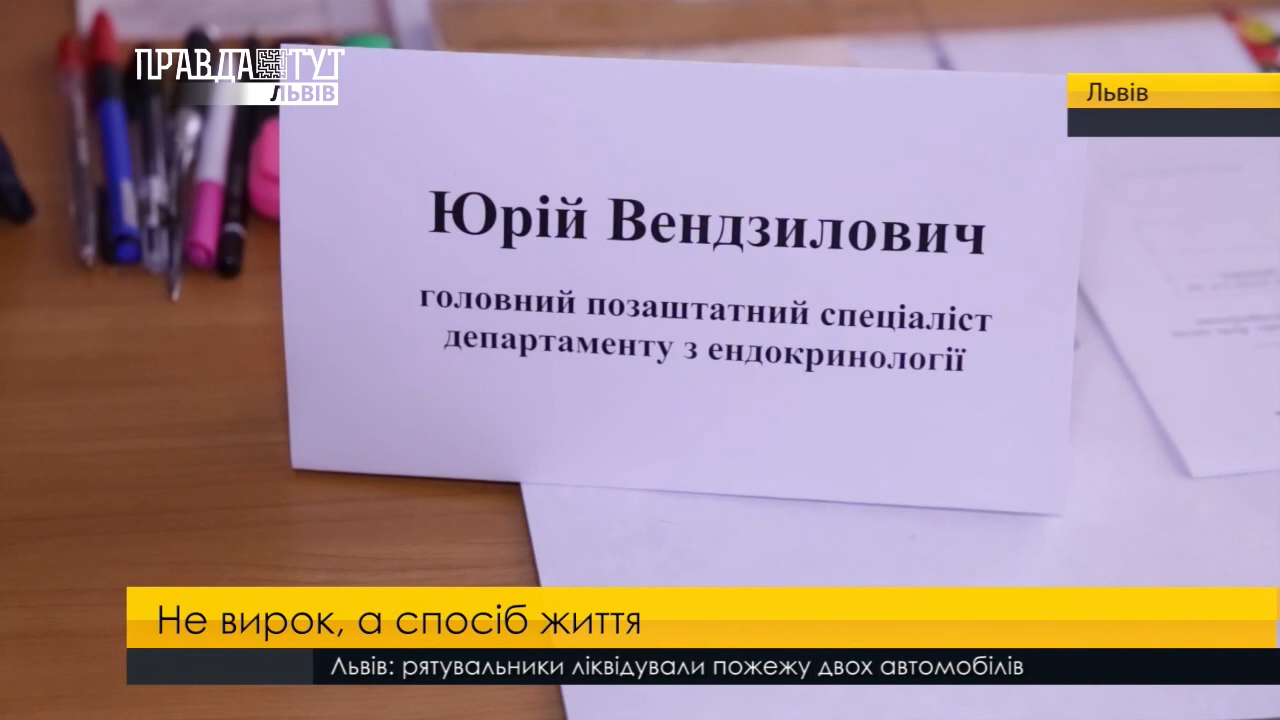 ПРАВДА ТУТ
ЛЬВІВ
Львів
Юрій Вендзилович
головний позаштатний спеціаліст
департаменту з ендокринології
Не вирок, а спосіб життя
Львів: рятувальники ліквідували пожежу двох автомобілів